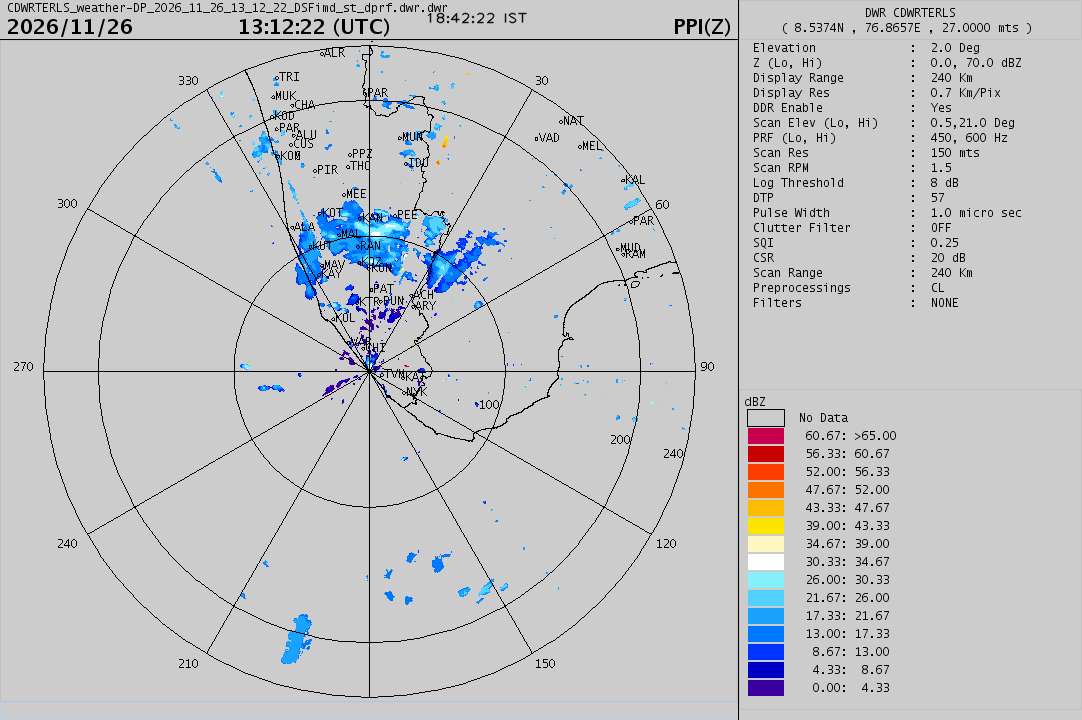 CDWRTERLS_weather-DP_2026_11_26_13_12_22_DSFimd_st_dprf.dwr.dwr
2026/11/26 13:12:22 (UTC) 18:42:22 IST PPI(Z)
DWR CDWRTERLS
( 8.5374N , 76.8657E , 27.0000 mts )
Elevation : 2.0 Deg
Z (Lo, Hi) : 0.0, 70.0 dBZ
Display Range : 240 Km
Display Res : 0.7 Km/Pix
DDR Enable : Yes
Scan Elev (Lo, Hi) : 0.5,21.0 Deg
PRF (Lo, Hi) : 450, 600 Hz
Scan Res : 150 mts
Scan RPM : 1.5
Log Threshold : 8 dB
DTP : 57
Pulse Width : 1.0 micro sec
Clutter Filter : OFF
SQI : 0.25
CSR : 20 dB
Scan Range : 240 Km
Preprocessings : CL
Filters : NONE
dBZ
No Data
60.67: >65.00
56.33: 60.67
52.00: 56.33
47.67: 52.00
43.33: 47.67
39.00: 43.33
34.67: 39.00
30.33: 34.67
26.00: 30.33
21.67: 26.00
17.33: 21.67
13.00: 17.33
8.67: 13.00
4.33: 8.67
0.00: 4.33
ALR
330 TRI 30
MUK PAR
CHA
KOD NAT
PAR
ALU MUN VAD
CUS MEL
KOM PPZ
PIR THO IDU
KAL
MEE
300 60
KOT KAN PEE PAR
ALA MAL
KUT RAN MUD
RAM
MAV KOZ KON
KAY
PAT ACH
KTR PUN ARY
KOL
VAR
CHI
270 TVM KAT 90
NYK
100
200
240
240 120
210 150